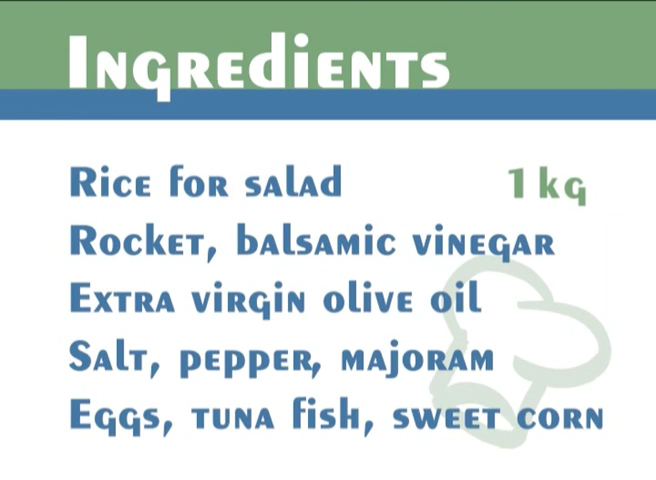 Ingredients
Rice for salad 1 kg
Rocket, balsamic vinegar
Extra virgin olive oil
Salt, pepper, majoram
Eggs, tuna fish, sweet corn